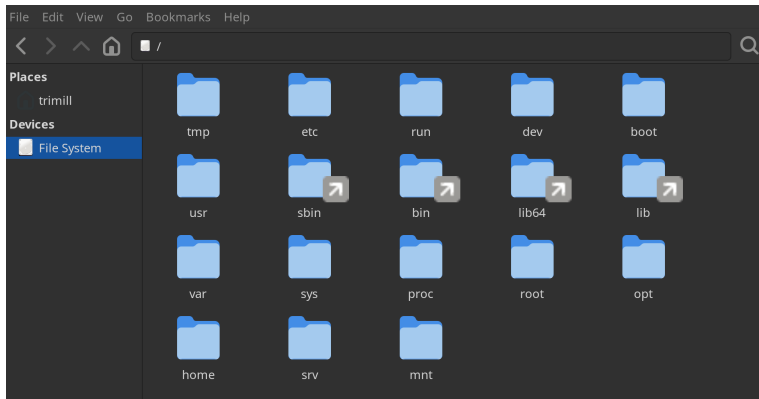 File Edit View Go Bookmarks Help
/
Places
trimill
Devices
File System
tmp etc run dev boot
usr sbin bin lib64 lib
var sys proc root opt
home srv mnt